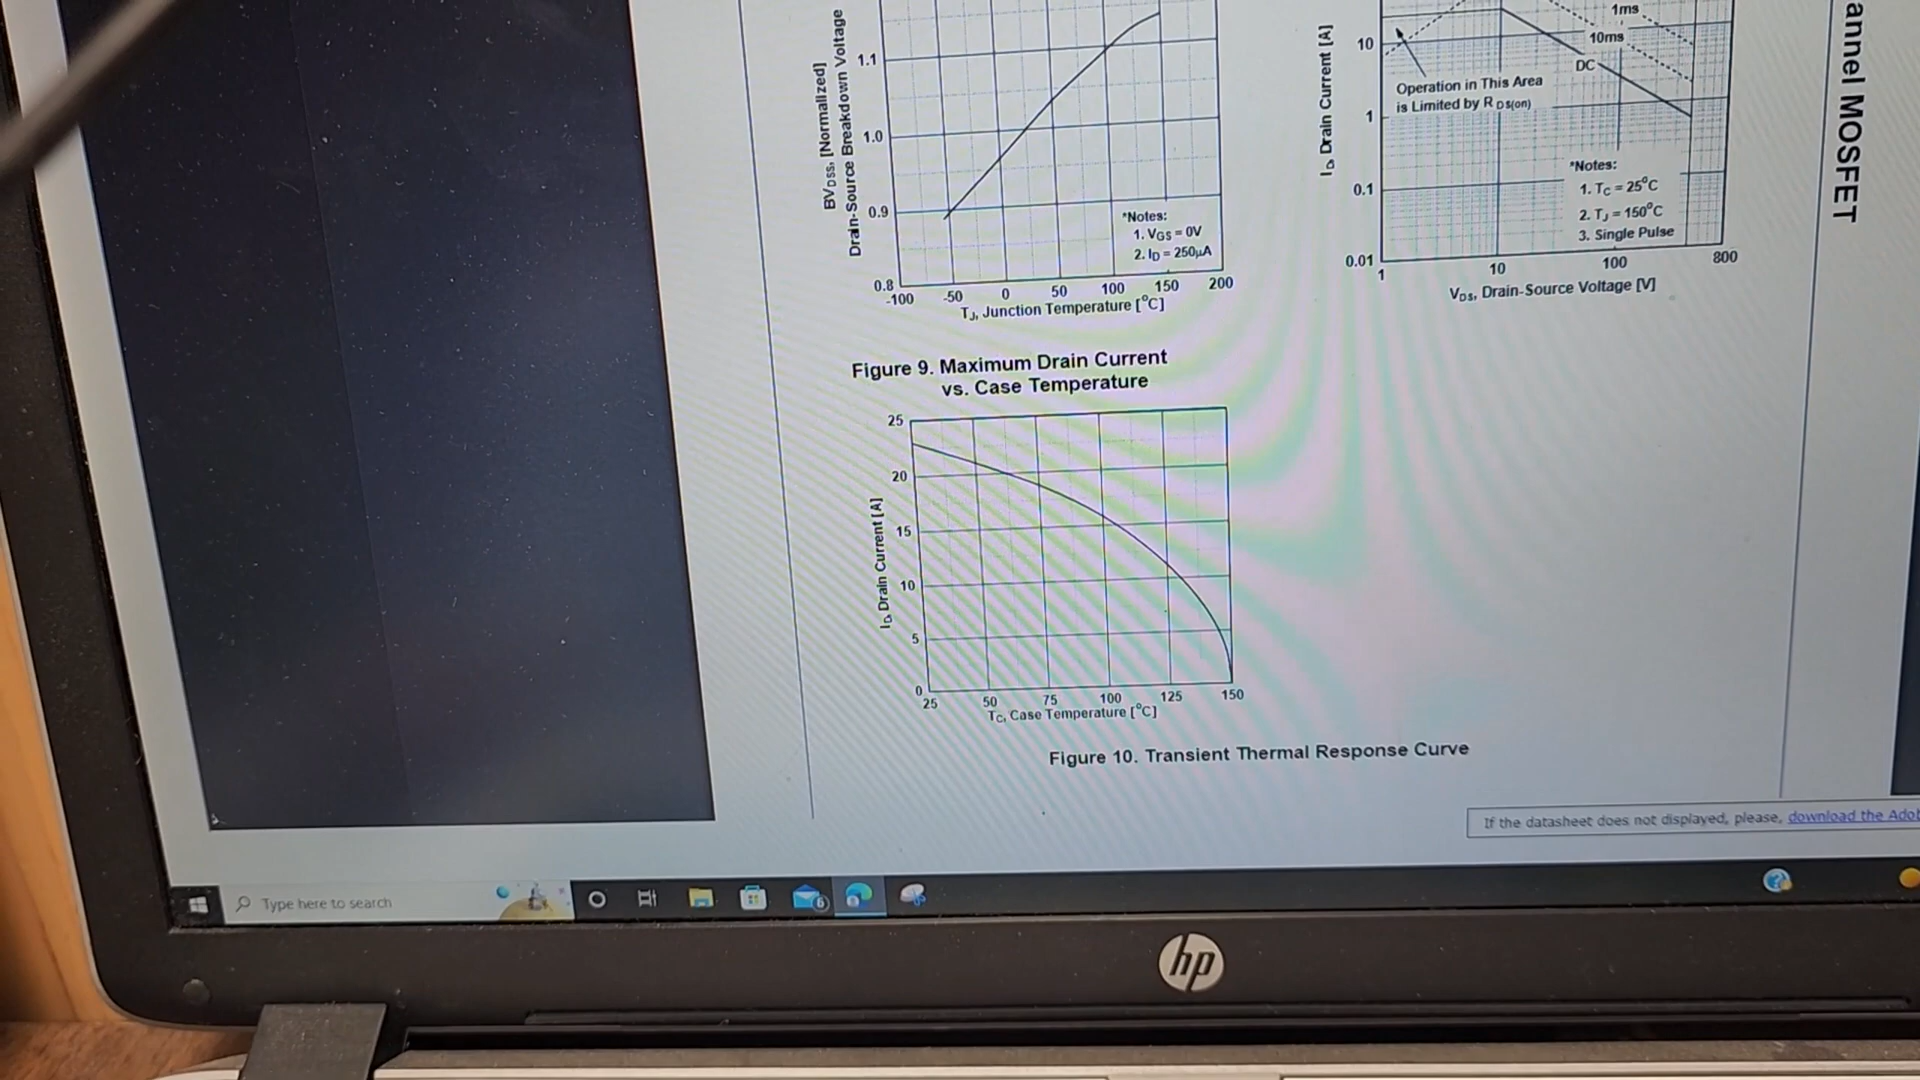 BVDSS, [Normalized]
Drain-Source Breakdown Voltage
1.1
1.0
0.9
0.8
-100
-50
0
50
100
150
200
*Notes:
1. VGS = 0V
2. ID = 250µA
TJ, Junction Temperature [°C]
ID, Drain Current [A]
10
1
0.1
0.01
1
10
100
800
1ms
10ms
DC
Operation in This Area
is Limited by R DS(on)
*Notes:
1. TC = 25°C
2. TJ = 150°C
3. Single Pulse
VDS, Drain-Source Voltage [V]
annel MOSFET
Figure 9. Maximum Drain Current
vs. Case Temperature
ID, Drain Current [A]
25
20
15
10
5
0
25
50
75
100
125
150
TC, Case Temperature [°C]
Figure 10. Transient Thermal Response Curve
If the datasheet does not displayed, please, download the Adob
Type here to search
6
hp